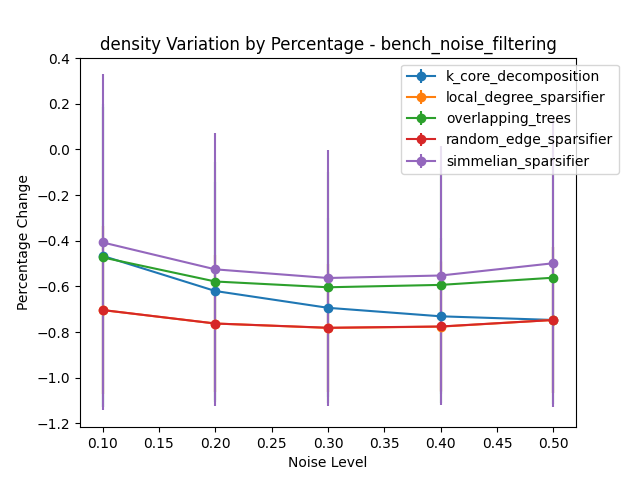 density Variation by Percentage - bench_noise_filtering
k_core_decomposition
local_degree_sparsifier
overlapping_trees
random_edge_sparsifier
simmelian_sparsifier
Percentage Change
0.4
0.2
0.0
−0.2
−0.4
−0.6
−0.8
−1.0
−1.2
0.10 0.15 0.20 0.25 0.30 0.35 0.40 0.45 0.50
Noise Level